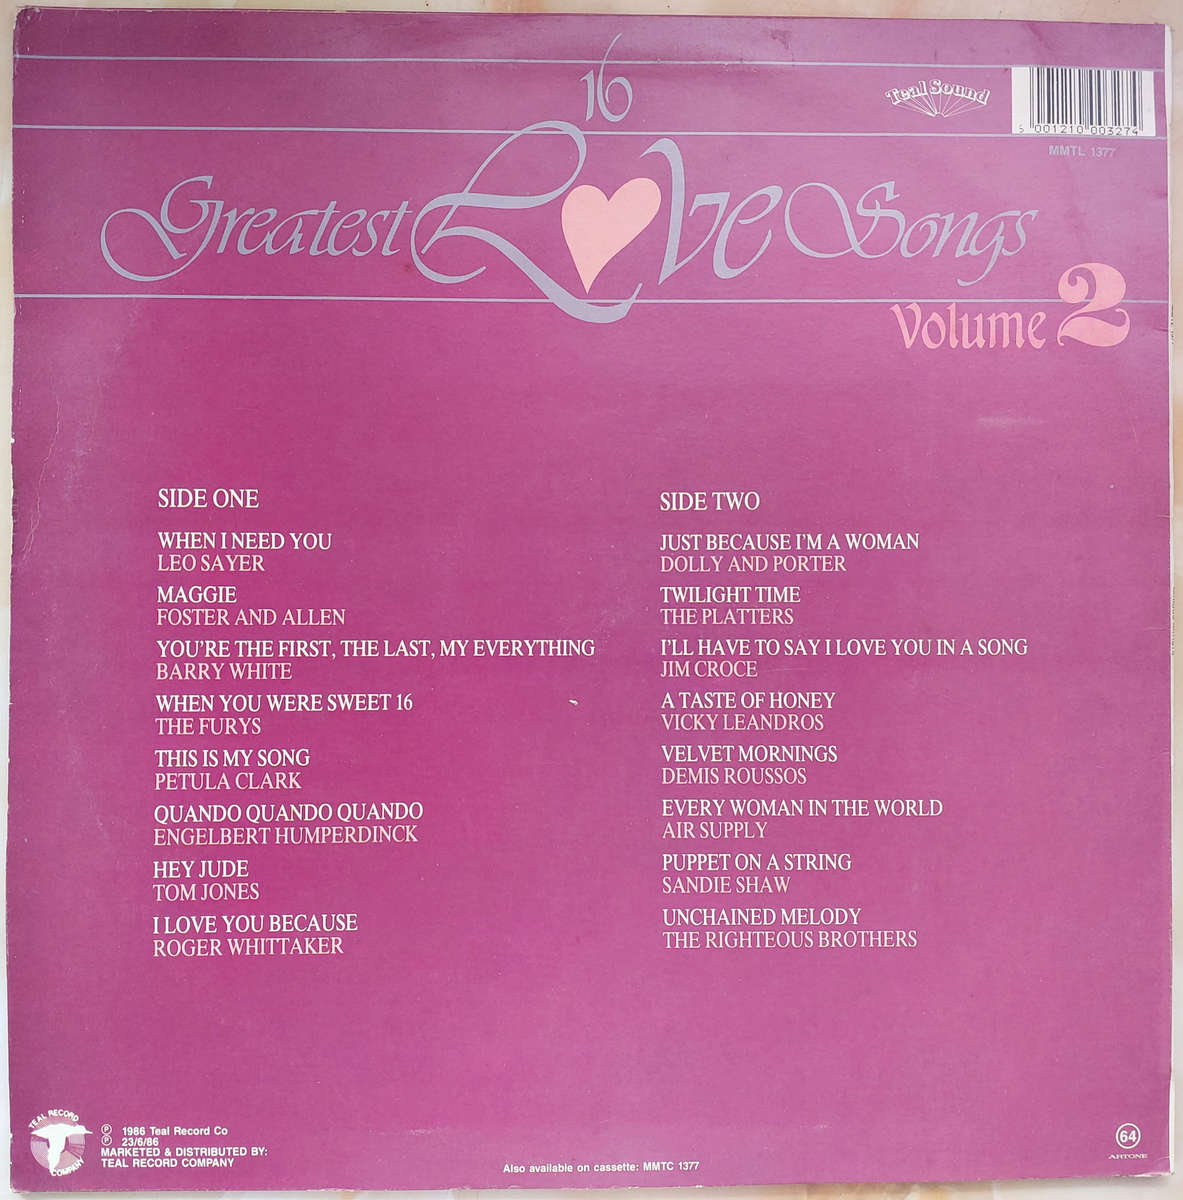 16
Greatest Love Songs
Volume 2
Teal Sound
5 001210 003274
MMTL 1377
SIDE ONE
WHEN I NEED YOU
LEO SAYER
MAGGIE
FOSTER AND ALLEN
YOU'RE THE FIRST, THE LAST, MY EVERYTHING
BARRY WHITE
WHEN YOU WERE SWEET 16
THE FURYS
THIS IS MY SONG
PETULA CLARK
QUANDO QUANDO QUANDO
ENGELBERT HUMPERDINCK
HEY JUDE
TOM JONES
I LOVE YOU BECAUSE
ROGER WHITTAKER
SIDE TWO
JUST BECAUSE I'M A WOMAN
DOLLY AND PORTER
TWILIGHT TIME
THE PLATTERS
I'LL HAVE TO SAY I LOVE YOU IN A SONG
JIM CROCE
A TASTE OF HONEY
VICKY LEANDROS
VELVET MORNINGS
DEMIS ROUSSOS
EVERY WOMAN IN THE WORLD
AIR SUPPLY
PUPPET ON A STRING
SANDIE SHAW
UNCHAINED MELODY
THE RIGHTEOUS BROTHERS
TEAL RECORD COMPANY
Ⓟ 1986 Teal Record Co
Ⓟ 23/6/86
MARKETED & DISTRIBUTED BY:
TEAL RECORD COMPANY
Also available on cassette: MMTC 1377
64
ARTONE